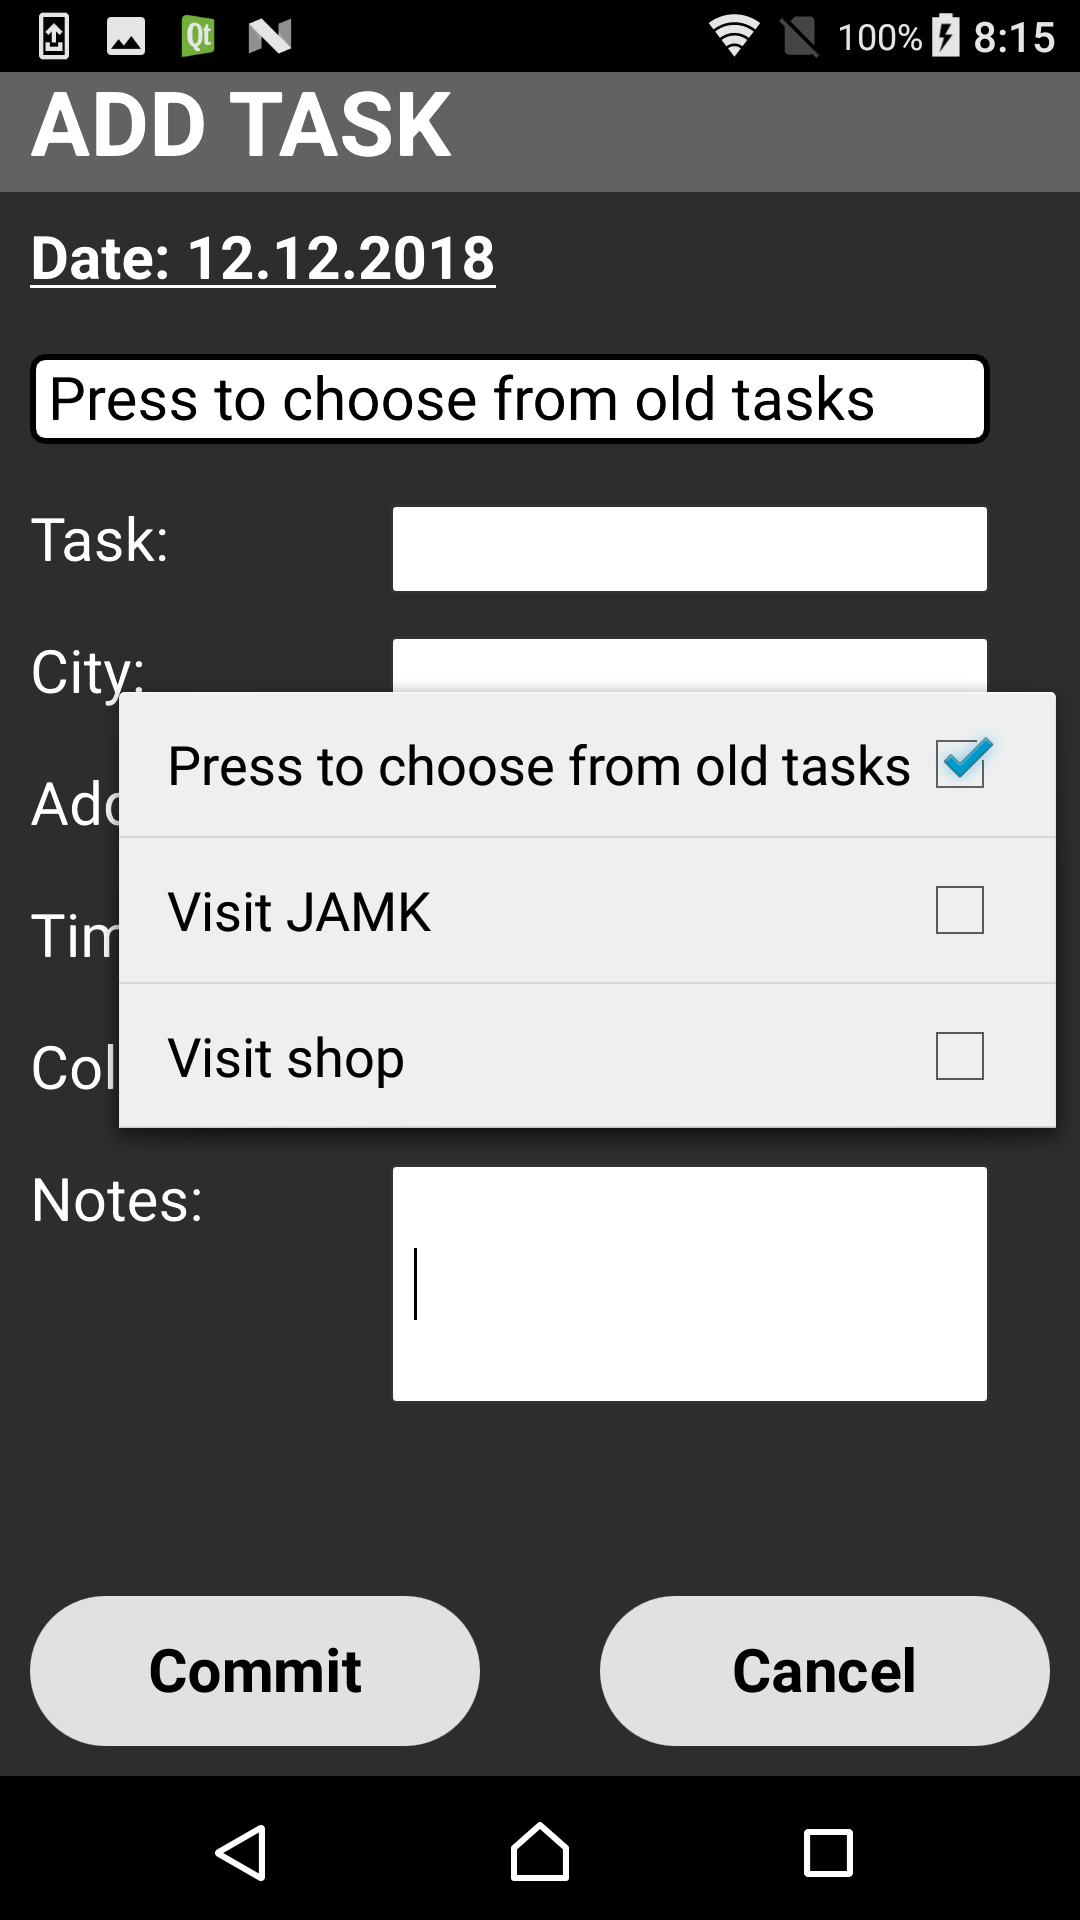 Qt N 100% 8:15
ADD TASK
Date: 12.12.2018
Press to choose from old tasks
Task:
City:
Press to choose from old tasks
Add
Visit JAMK
Tim
Visit shop
Col
Notes:
Commit Cancel